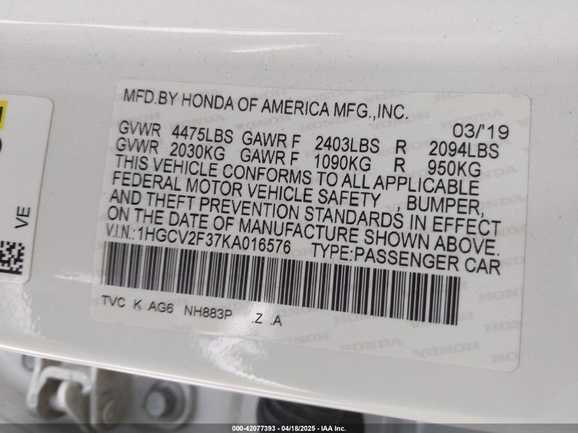 MFD.BY HONDA OF AMERICA MFG.,INC.
03/'19
GVWR 4475LBS GAWR F 2403LBS R 2094LBS
GVWR 2030KG GAWR F 1090KG R 950KG
THIS VEHICLE CONFORMS TO ALL APPLICABLE
FEDERAL MOTOR VEHICLE SAFETY , BUMPER,
AND THEFT PREVENTION STANDARDS IN EFFECT
ON THE DATE OF MANUFACTURE SHOWN ABOVE.
V.I.N.:1HGCV2F37KA016576 TYPE:PASSENGER CAR
TVC K AG6 NH883P .Z .A
VE
000-42077393 - 04/18/2025 - IAA Inc.